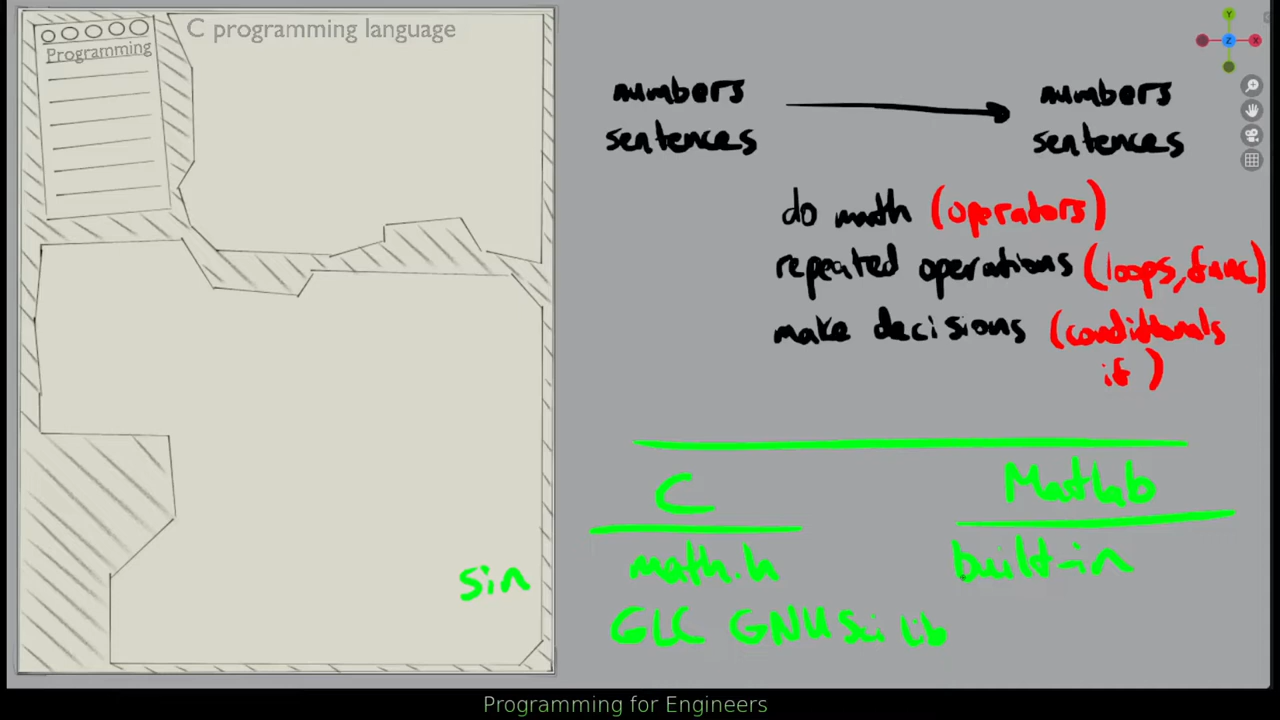 C programming language
Programming
numbers numbers
sentences sentences
do math (operators)
repeated operations (loops, func)
make decisions (conditionals
if)
C Matlab
sin math.h built-in
GLC GNU Sci Lib
Programming for Engineers
Y
Z X